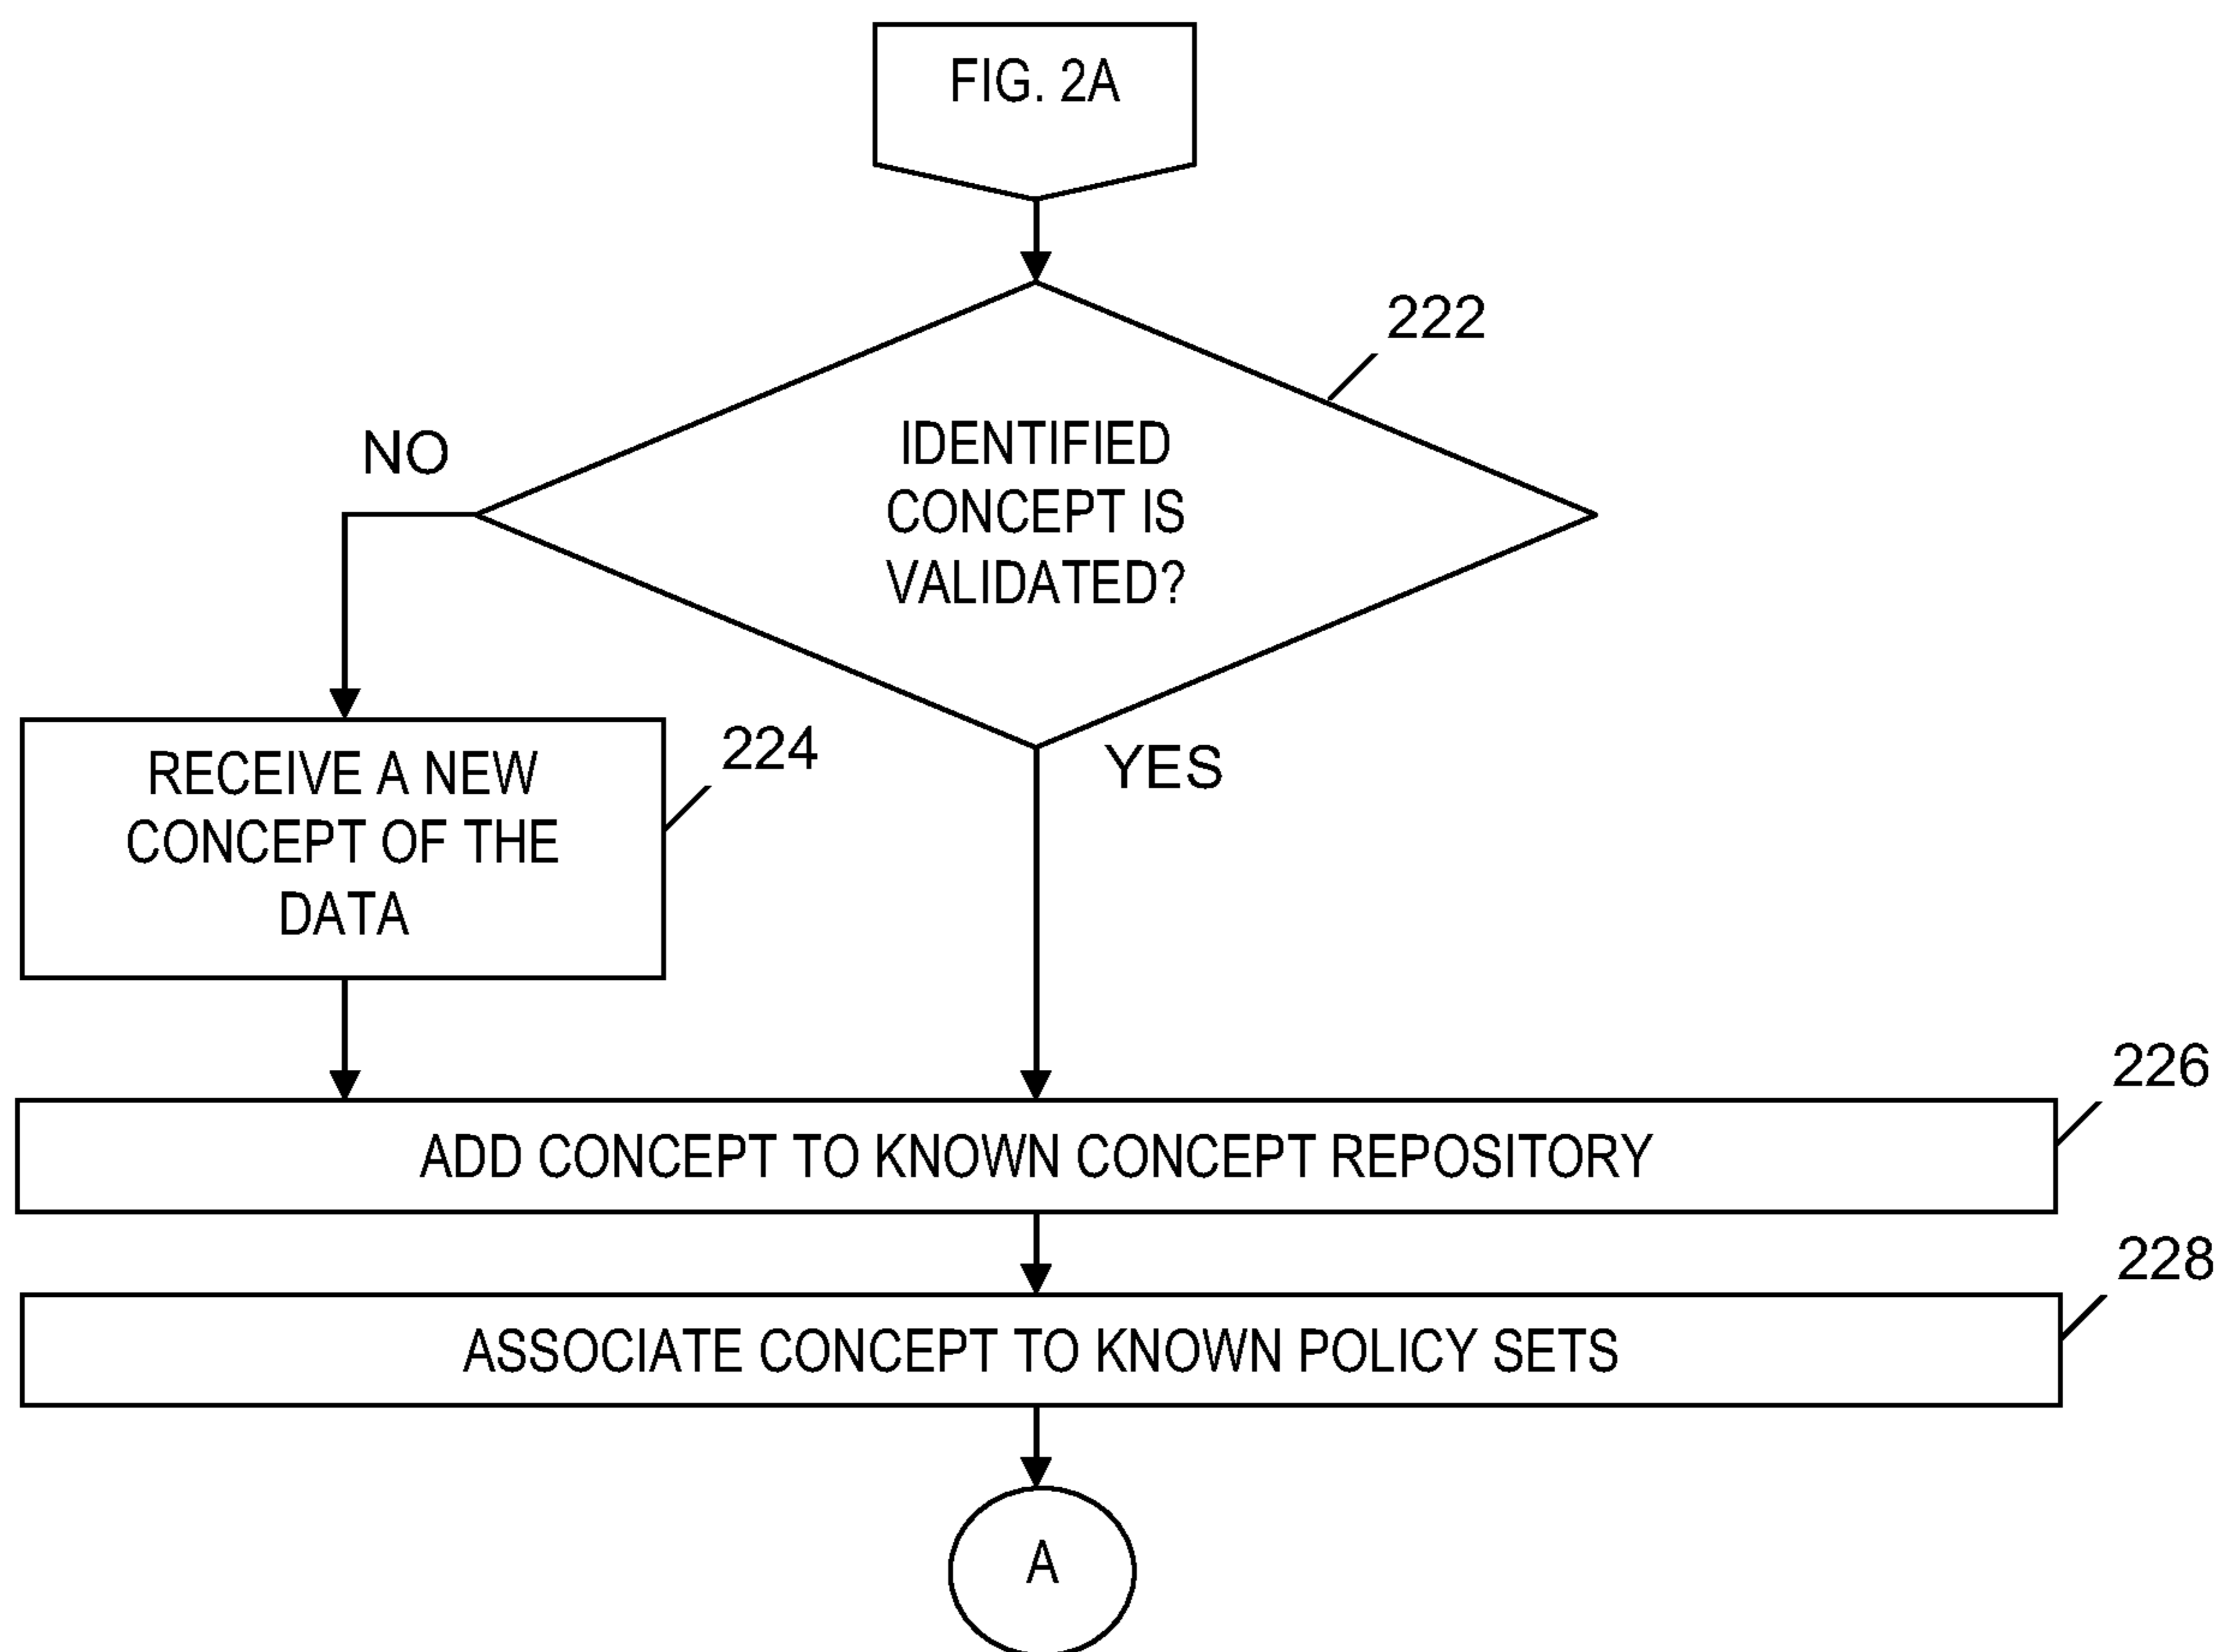 FIG. 2A
222
IDENTIFIED
CONCEPT IS
VALIDATED?
NO
YES
224
RECEIVE A NEW
CONCEPT OF THE
DATA
226
ADD CONCEPT TO KNOWN CONCEPT REPOSITORY
228
ASSOCIATE CONCEPT TO KNOWN POLICY SETS
A